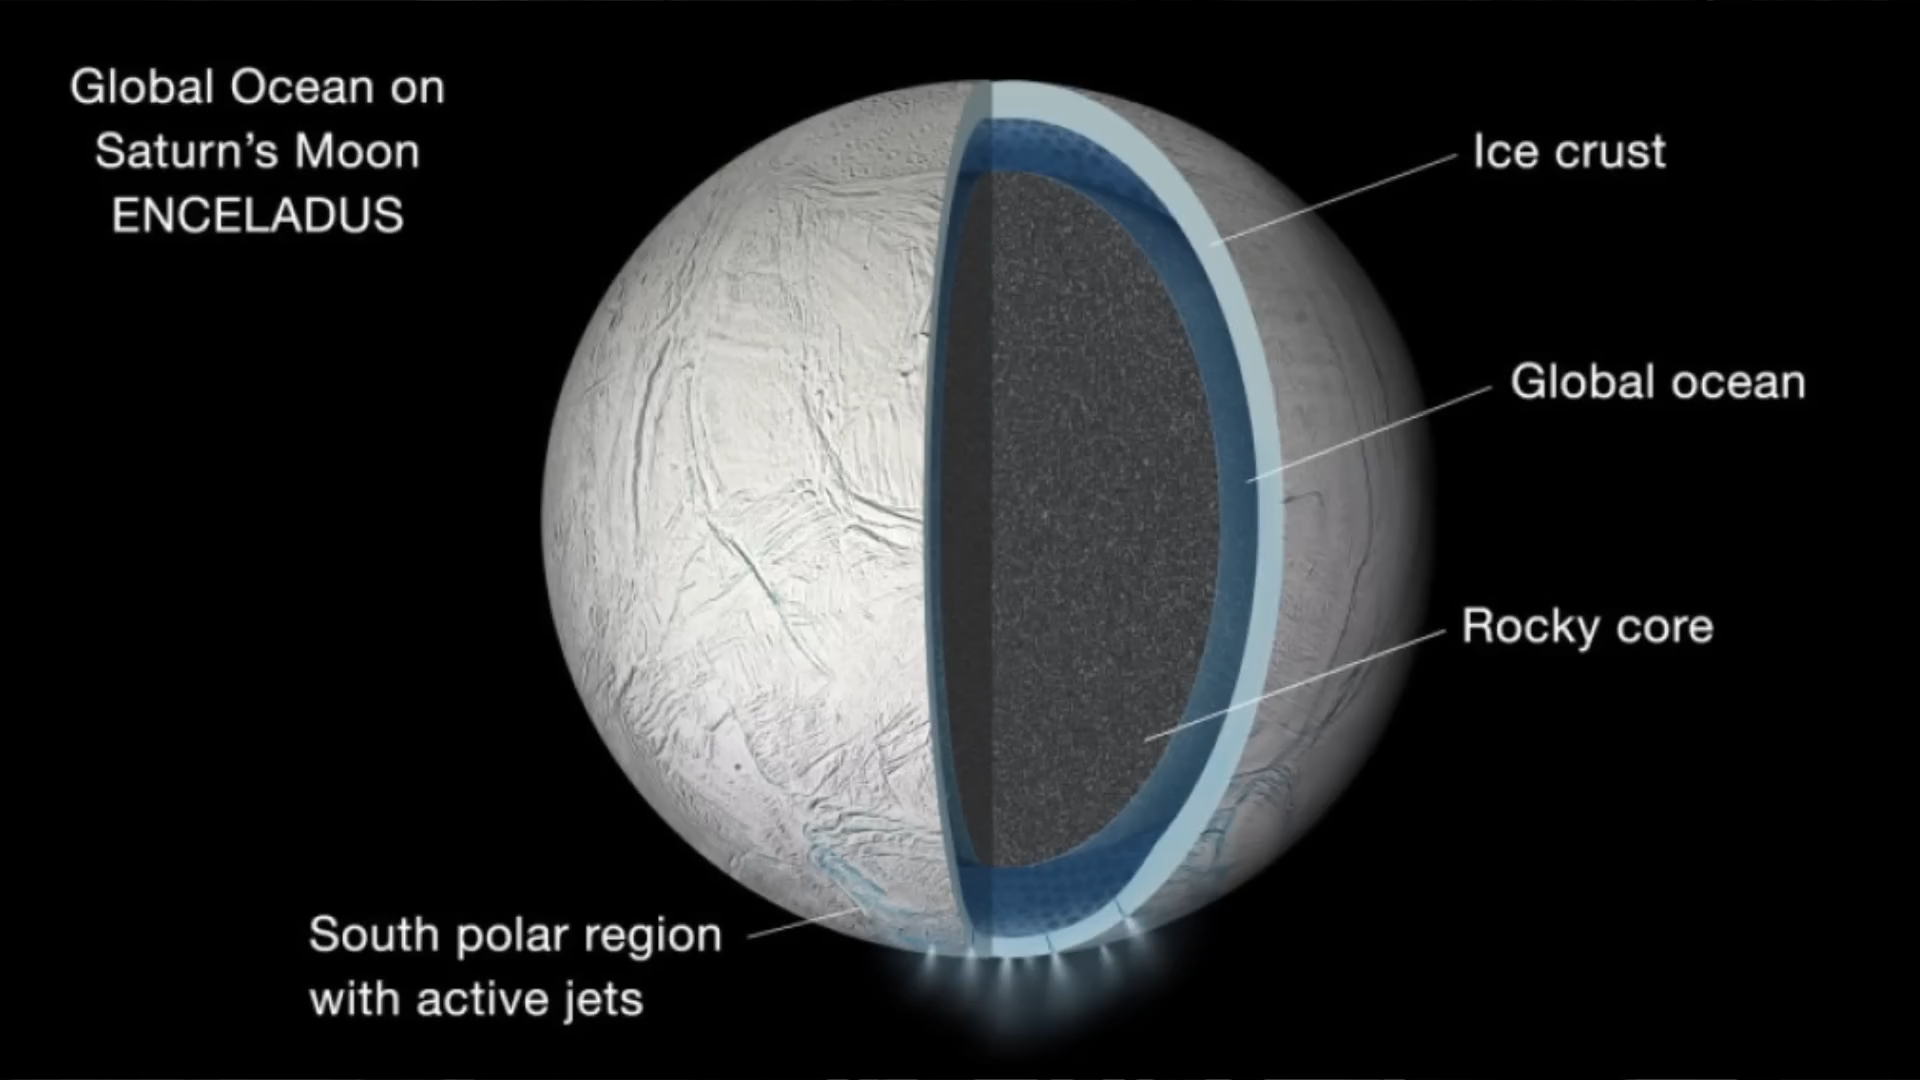 Global Ocean on
Saturn's Moon
ENCELADUS
Ice crust
Global ocean
Rocky core
South polar region
with active jets